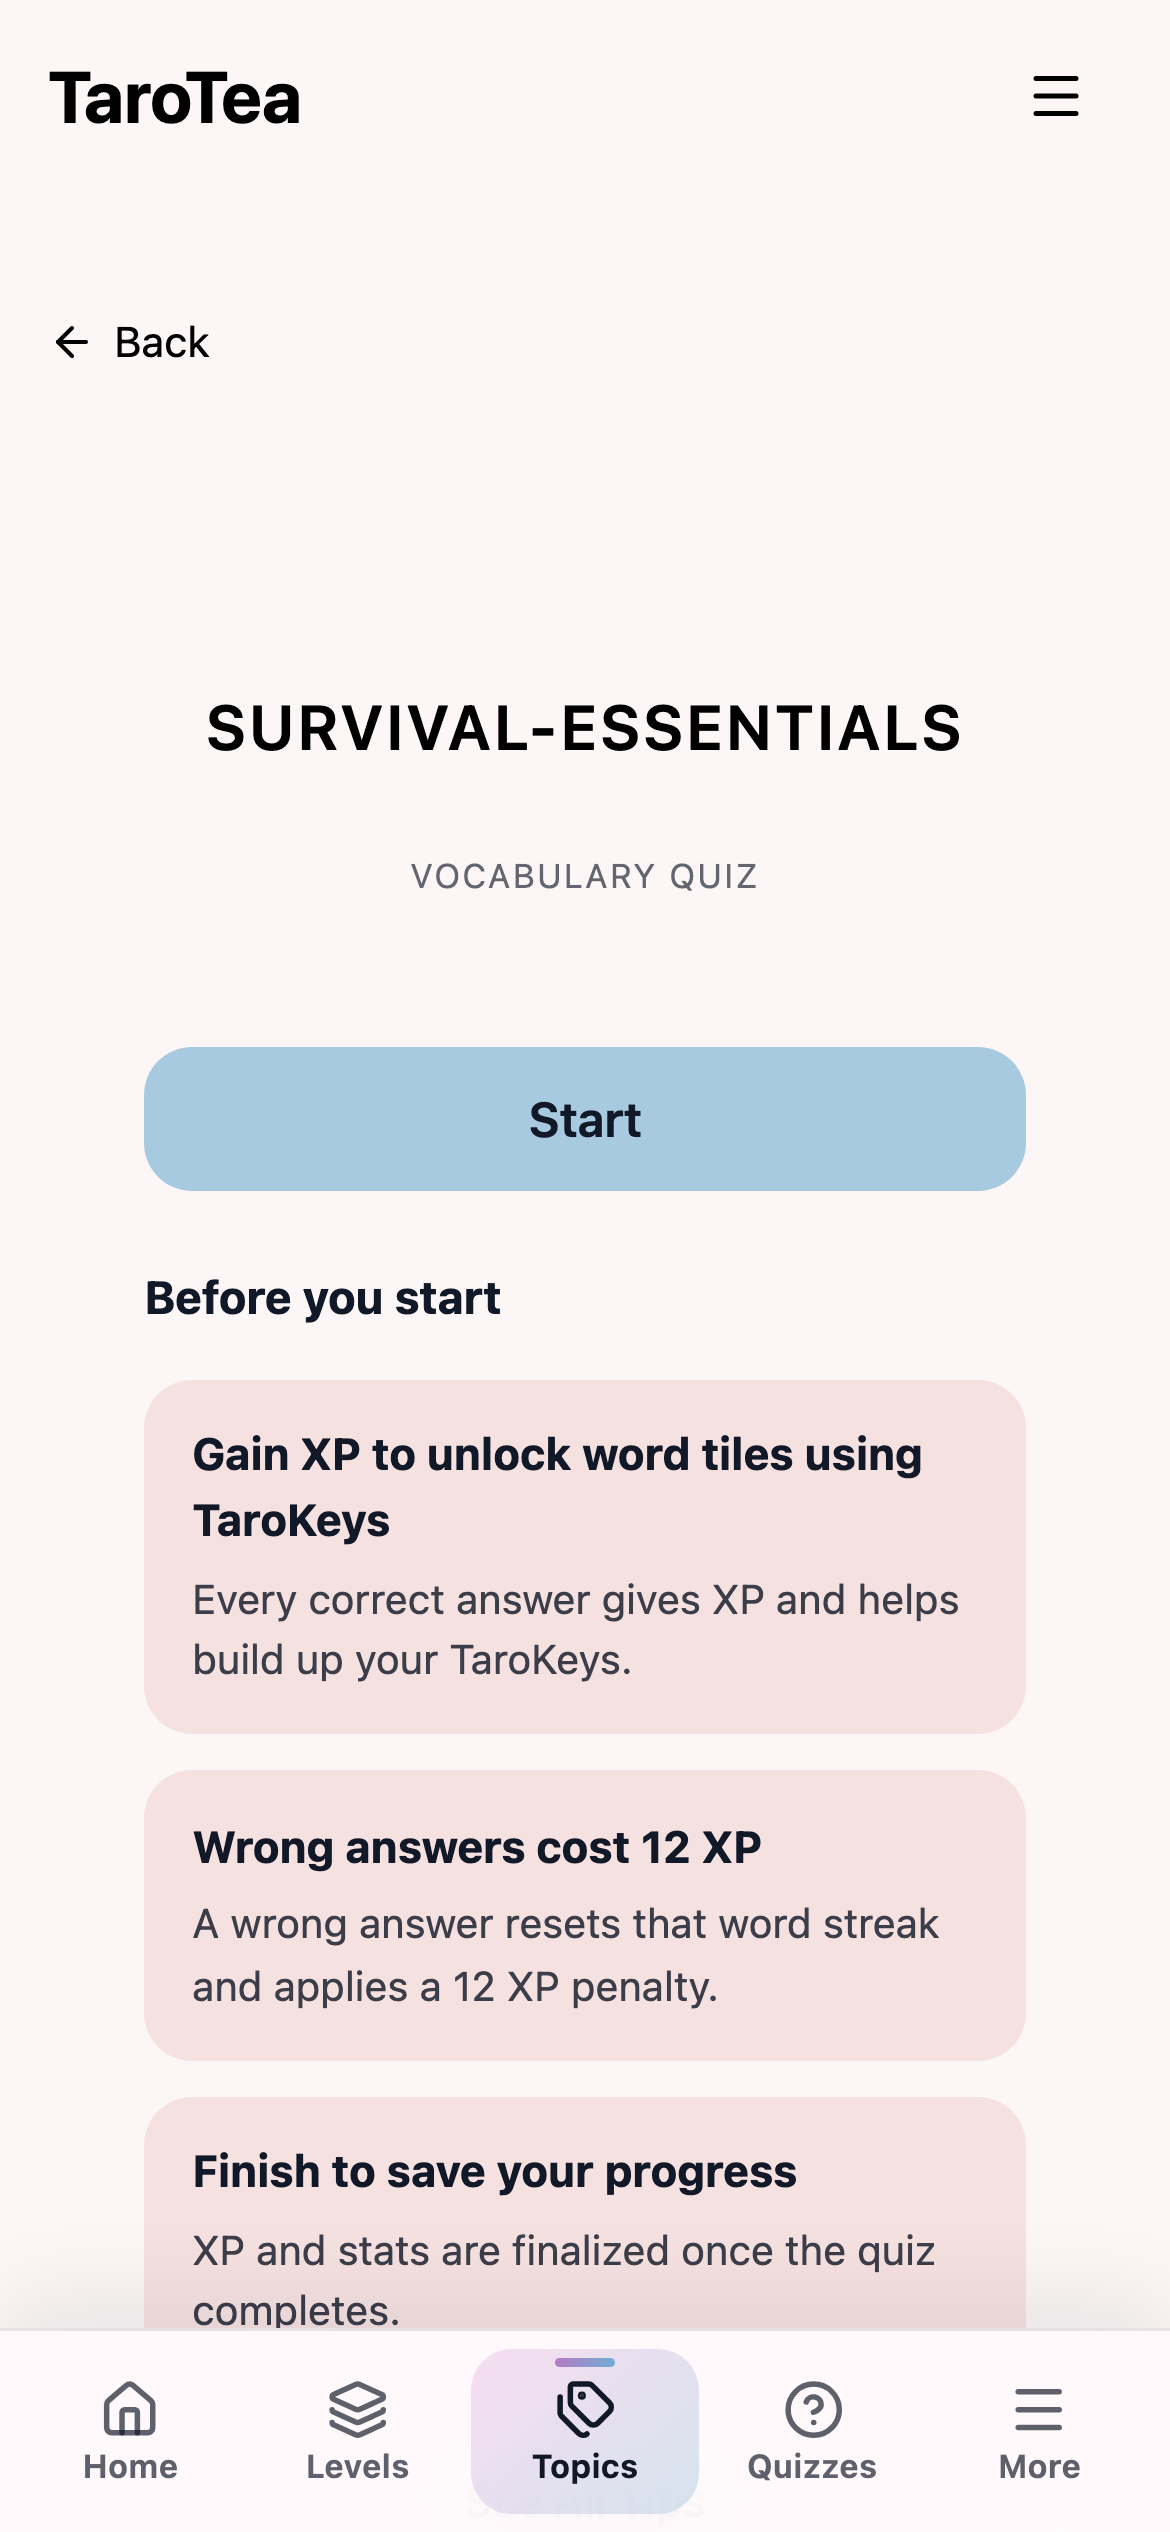 TaroTea
Back
SURVIVAL-ESSENTIALS
VOCABULARY QUIZ
Start
Before you start
Gain XP to unlock word tiles using
TaroKeys
Every correct answer gives XP and helps
build up your TaroKeys.
Wrong answers cost 12 XP
A wrong answer resets that word streak
and applies a 12 XP penalty.
Finish to save your progress
XP and stats are finalized once the quiz
completes.
Home
Levels
Topics
Quizzes
More
See All Tips